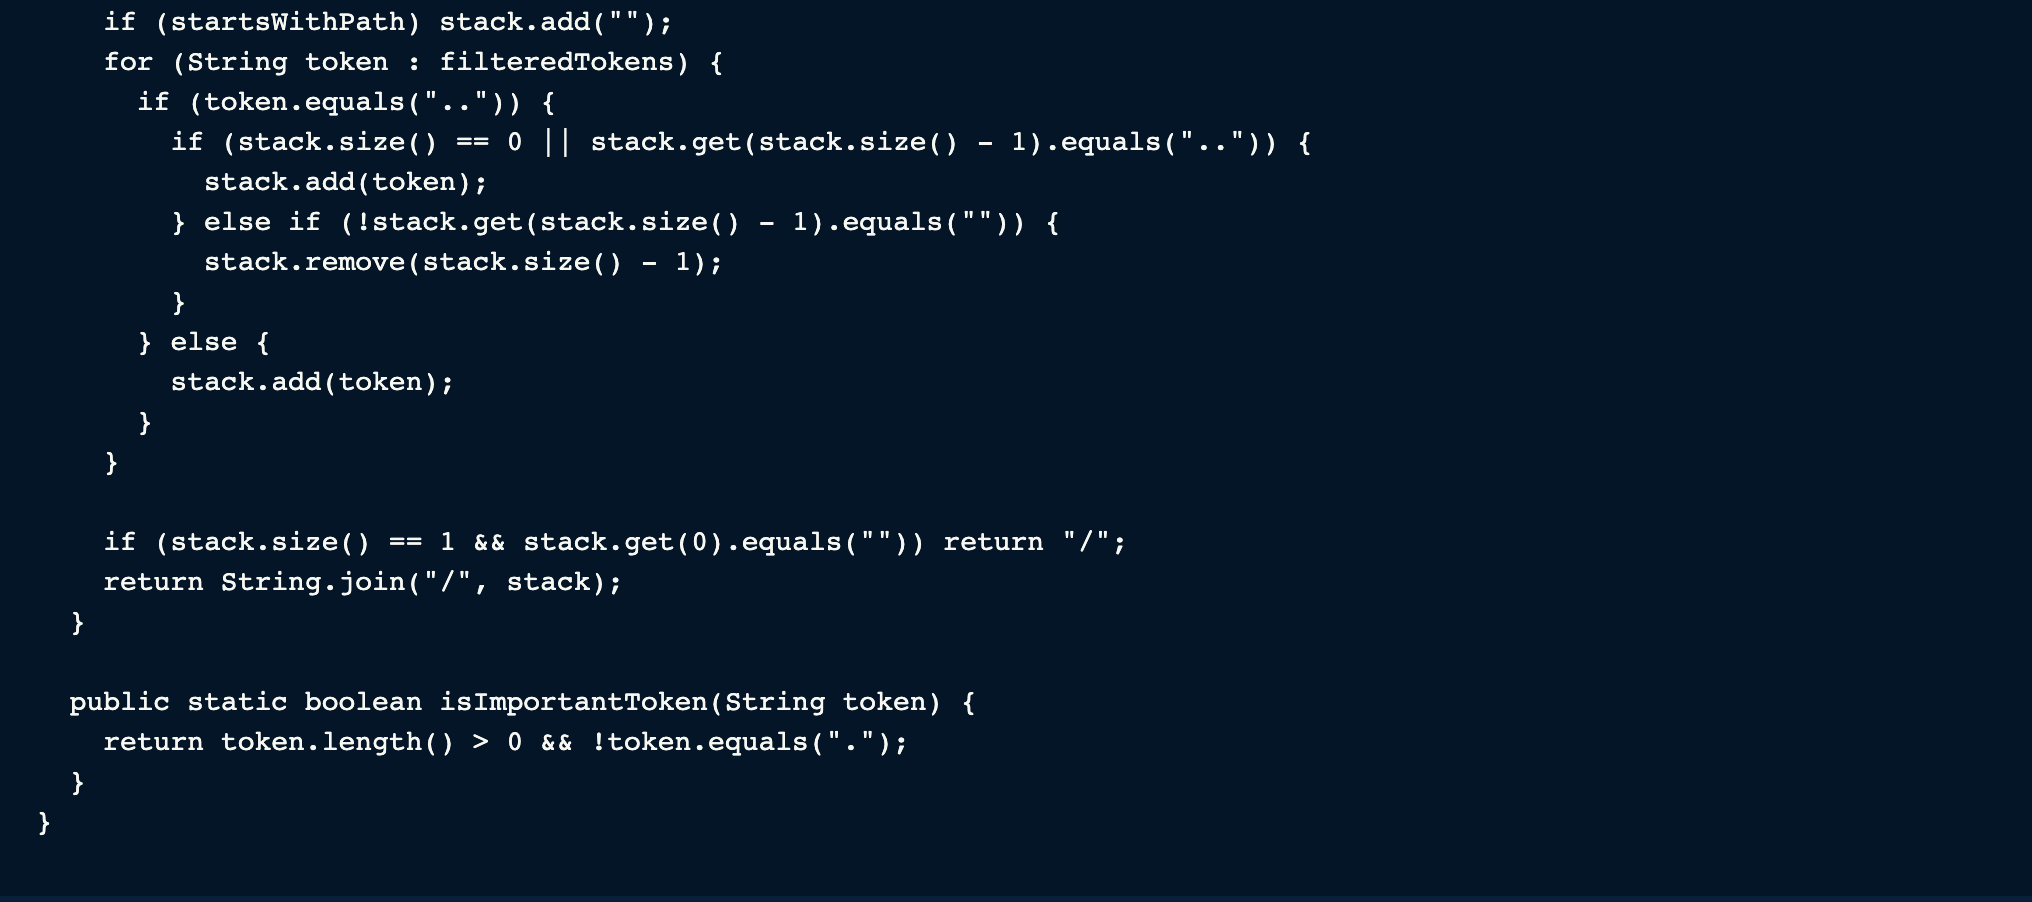 if (startsWithPath) stack.add("");
for (String token : filteredTokens) {
if (token.equals("..")) {
if (stack.size() == 0 || stack.get(stack.size() - 1).equals("..")) {
stack.add(token);
} else if (!stack.get(stack.size() - 1).equals("")) {
stack.remove(stack.size() - 1);
}
} else {
stack.add(token);
}
}
if (stack.size() == 1 && stack.get(0).equals("")) return "/";
return String.join("/", stack);
}
public static boolean isImportantToken(String token) {
return token.length() > 0 && !token.equals(".");
}
}